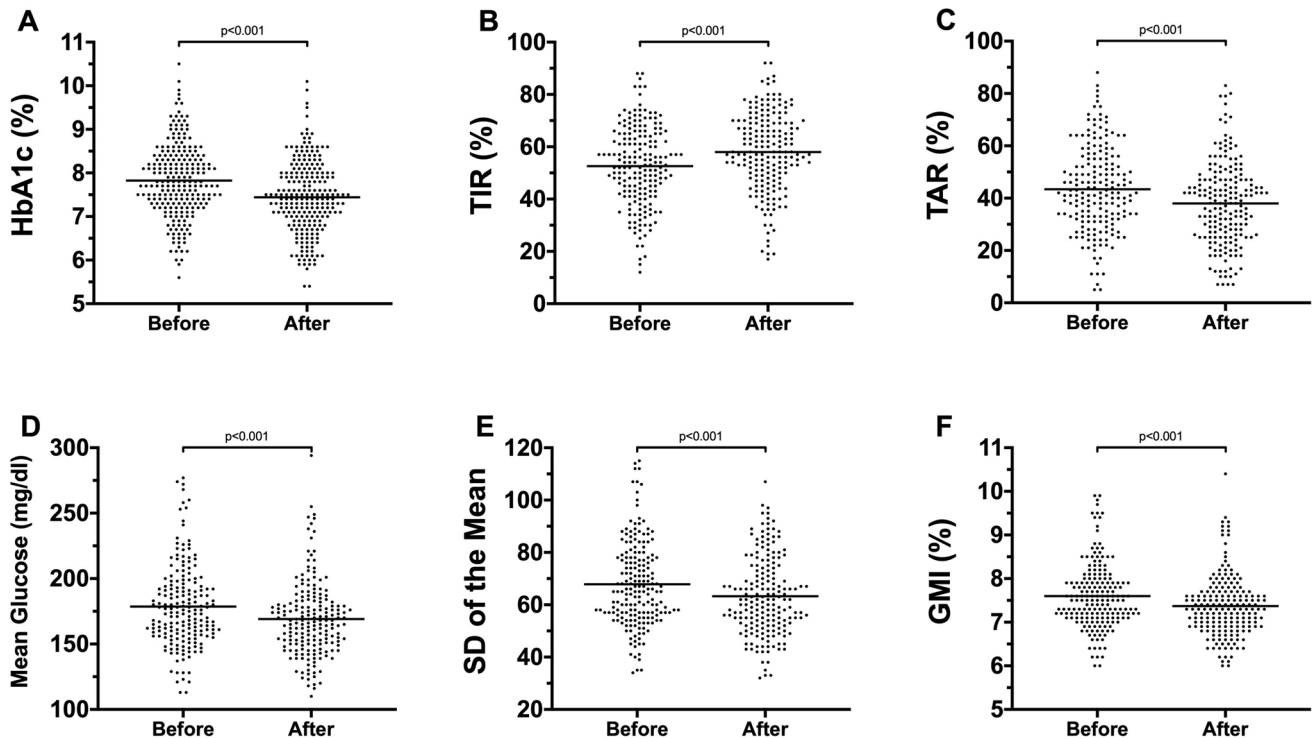 A
p<0.001
HbA1c (%)
11
10
9
8
7
6
5
Before After
B
p<0.001
TIR (%)
100
80
60
40
20
0
Before After
C
p<0.001
TAR (%)
100
80
60
40
20
0
Before After
D
p<0.001
Mean Glucose (mg/dl)
300
250
200
150
100
Before After
E
p<0.001
SD of the Mean
120
100
80
60
40
20
Before After
F
p<0.001
GMI (%)
11
10
9
8
7
6
5
Before After